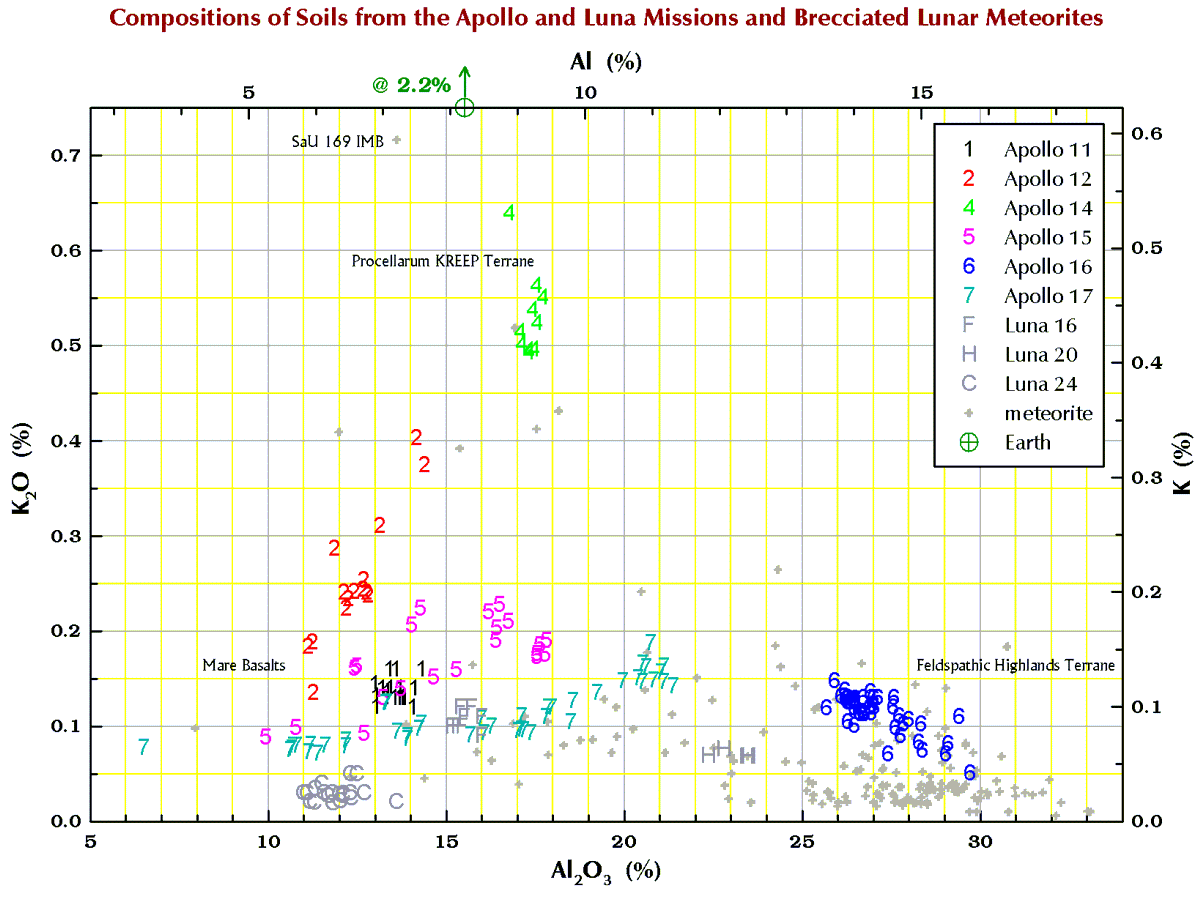 Compositions of Soils from the Apollo and Luna Missions and Brecciated Lunar Meteorites
Al (%)
@ 2.2%
5 10 15
SaU 169 IMB
Procellarum KREEP Terrane
Mare Basalts
Feldspathic Highlands Terrane
1 Apollo 11
2 Apollo 12
4 Apollo 14
5 Apollo 15
6 Apollo 16
7 Apollo 17
F Luna 16
H Luna 20
C Luna 24
meteorite
Earth
K₂O (%)
0.7
0.6
0.5
0.4
0.3
0.2
0.1
0.0
K (%)
0.6
0.5
0.4
0.3
0.2
0.1
0.0
5 10 15 20 25 30
Al₂O₃ (%)